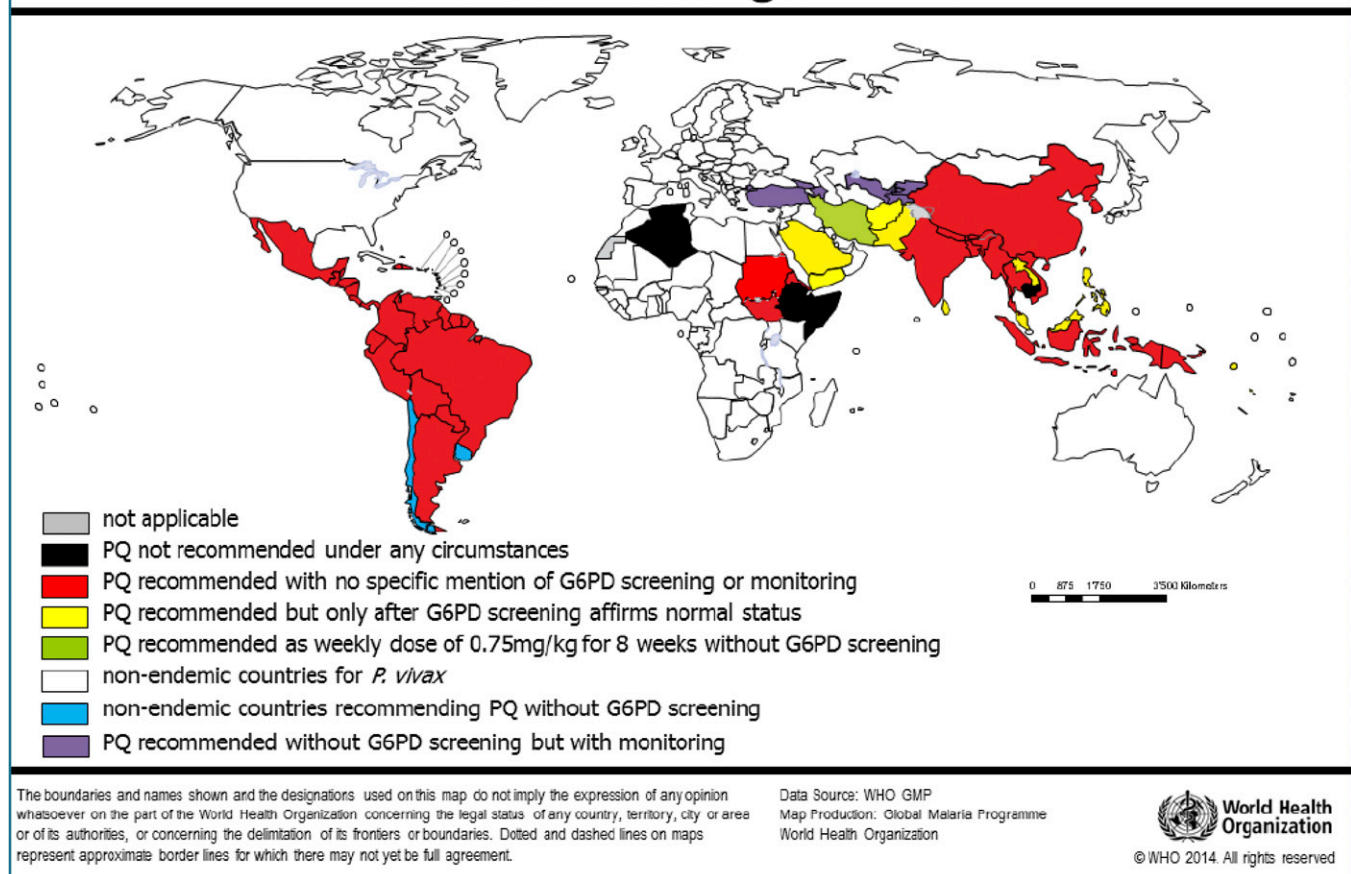 not applicable
PQ not recommended under any circumstances
PQ recommended with no specific mention of G6PD screening or monitoring
PQ recommended but only after G6PD screening affirms normal status
PQ recommended as weekly dose of 0.75mg/kg for 8 weeks without G6PD screening
non-endemic countries for P. vivax
non-endemic countries recommending PQ without G6PD screening
PQ recommended without G6PD screening but with monitoring
0 875 1'750 3'500 Kilometers
The boundaries and names shown and the designations used on this map do not imply the expression of any opinion
whatsoever on the part of the World Health Organization concerning the legal status of any country, territory, city or area
or of its authorities, or concerning the delimitation of its frontiers or boundaries. Dotted and dashed lines on maps
represent approximate border lines for which there may not yet be full agreement.
Data Source: WHO GMP
Map Production: Global Malaria Programme
World Health Organization
World Health
Organization
© WHO 2014. All rights reserved